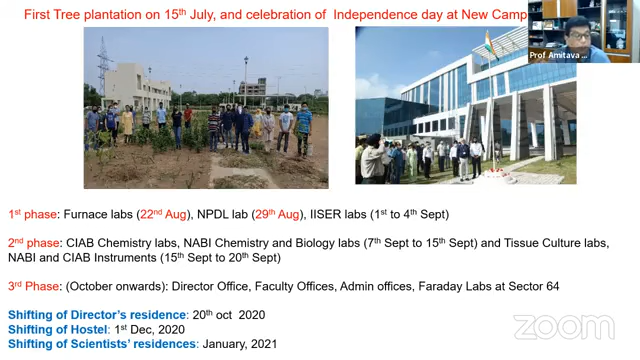 First Tree plantation on 15th July, and celebration of  Independence day at New Camp
Prof Amitava ...
1st phase: Furnace labs (22nd Aug), NPDL lab (29th Aug), IISER labs (1st to 4th Sept)
2nd phase: CIAB Chemistry labs, NABI Chemistry and Biology labs (7th Sept to 15th Sept) and Tissue Culture labs,
NABI and CIAB Instruments (15th Sept to 20th Sept)
3rd Phase: (October onwards): Director Office, Faculty Offices, Admin offices, Faraday Labs at Sector 64
Shifting of Director's residence: 20th oct  2020
Shifting of Hostel: 1st Dec, 2020
Shifting of Scientists' residences: January, 2021
zoom